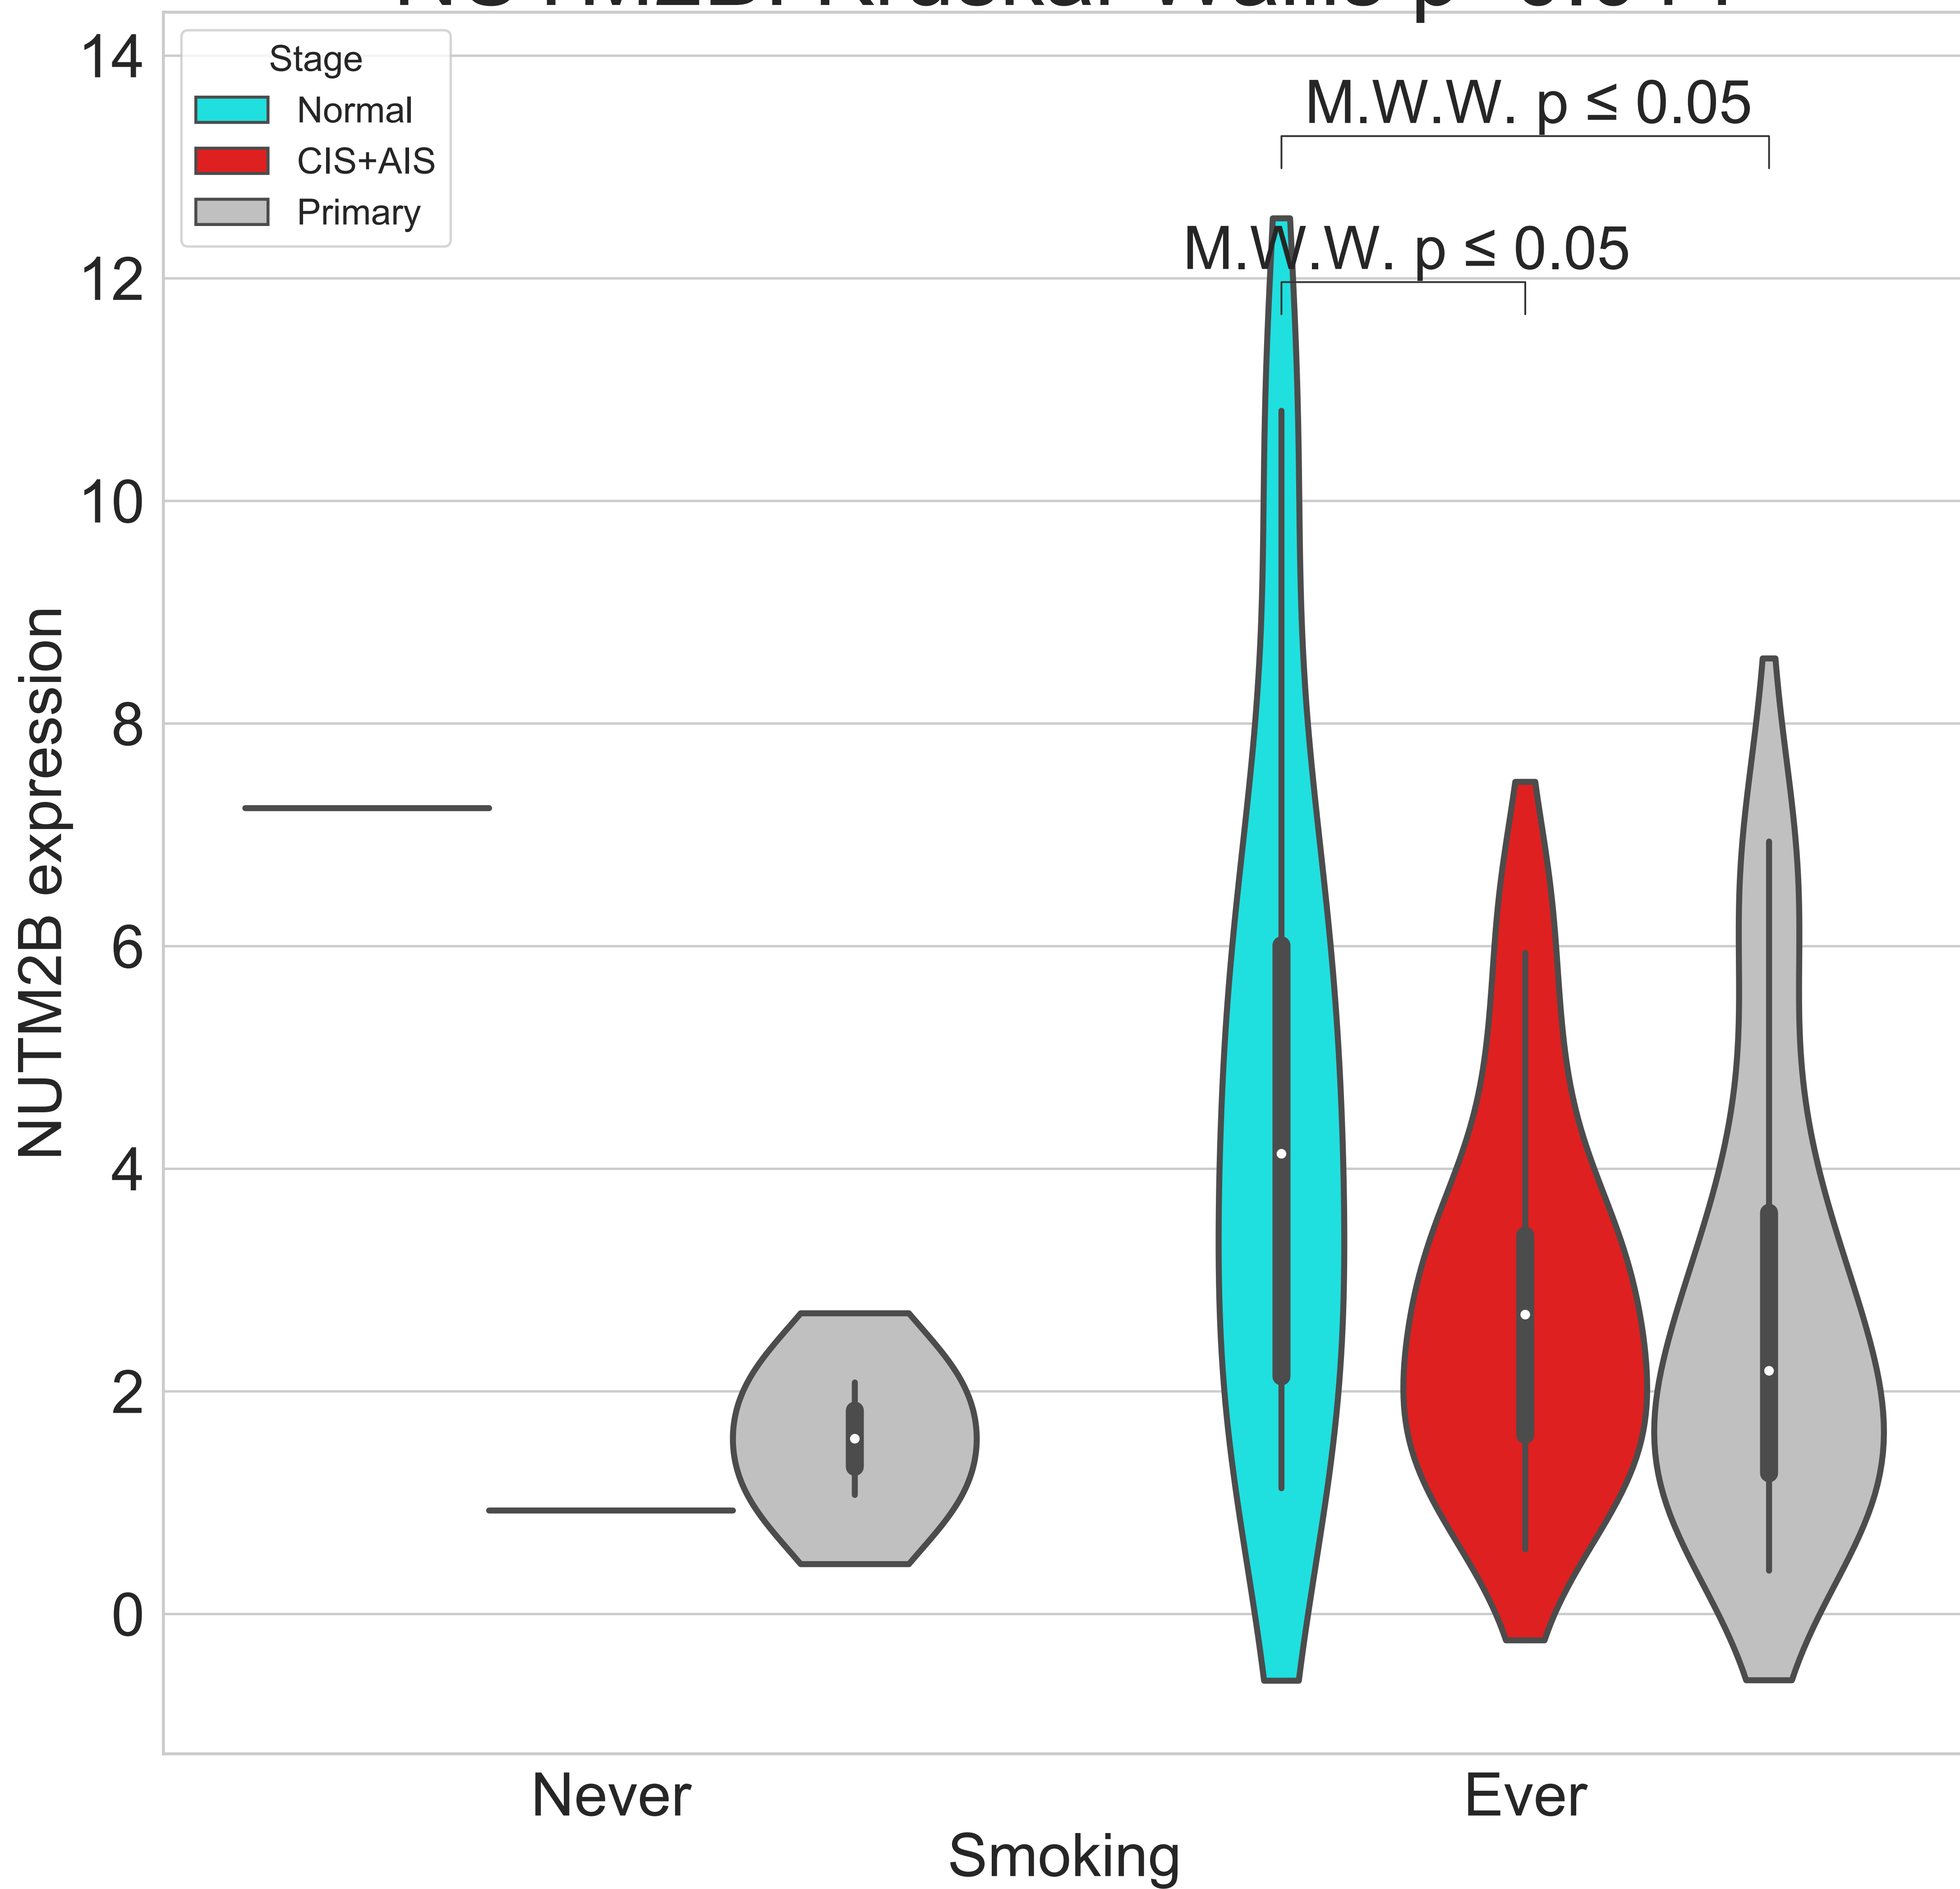 Stage
Normal
CIS+AIS
Primary
M.W.W. p ≤ 0.05
M.W.W. p ≤ 0.05
14
12
10
8
6
4
2
0
NUTM2B expression
Never
Ever
Smoking